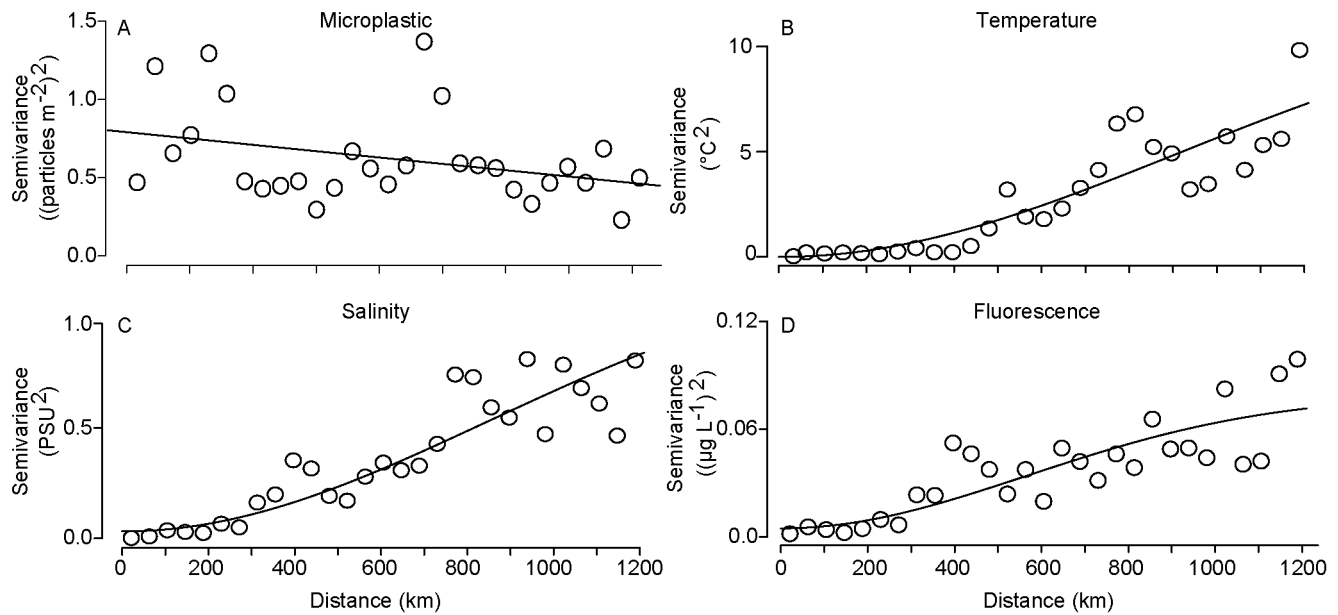 A
Microplastic
Semivariance
((particles m-2)2)
1.5
1.0
0.5
0.0
B
Temperature
Semivariance
(°C2)
10
5
0
C
Salinity
Semivariance
(PSU2)
1.0
0.5
0.0
0 200 400 600 800 1000 1200
Distance (km)
D
Fluorescence
Semivariance
((µg L-1)2)
0.12
0.06
0.0
0 200 400 600 800 1000 1200
Distance (km)